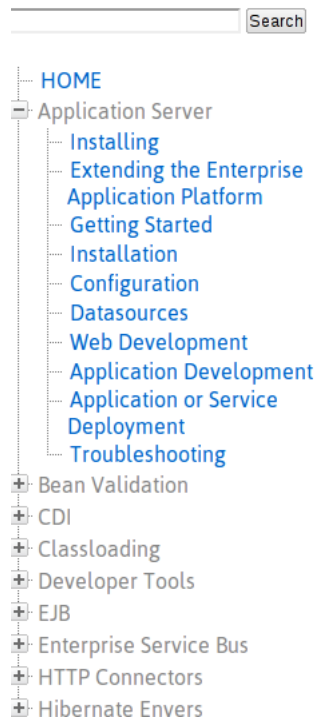 Search
HOME
Application Server
Installing
Extending the Enterprise
Application Platform
Getting Started
Installation
Configuration
Datasources
Web Development
Application Development
Application or Service
Deployment
Troubleshooting
Bean Validation
CDI
Classloading
Developer Tools
EJB
Enterprise Service Bus
HTTP Connectors
Hibernate Envers